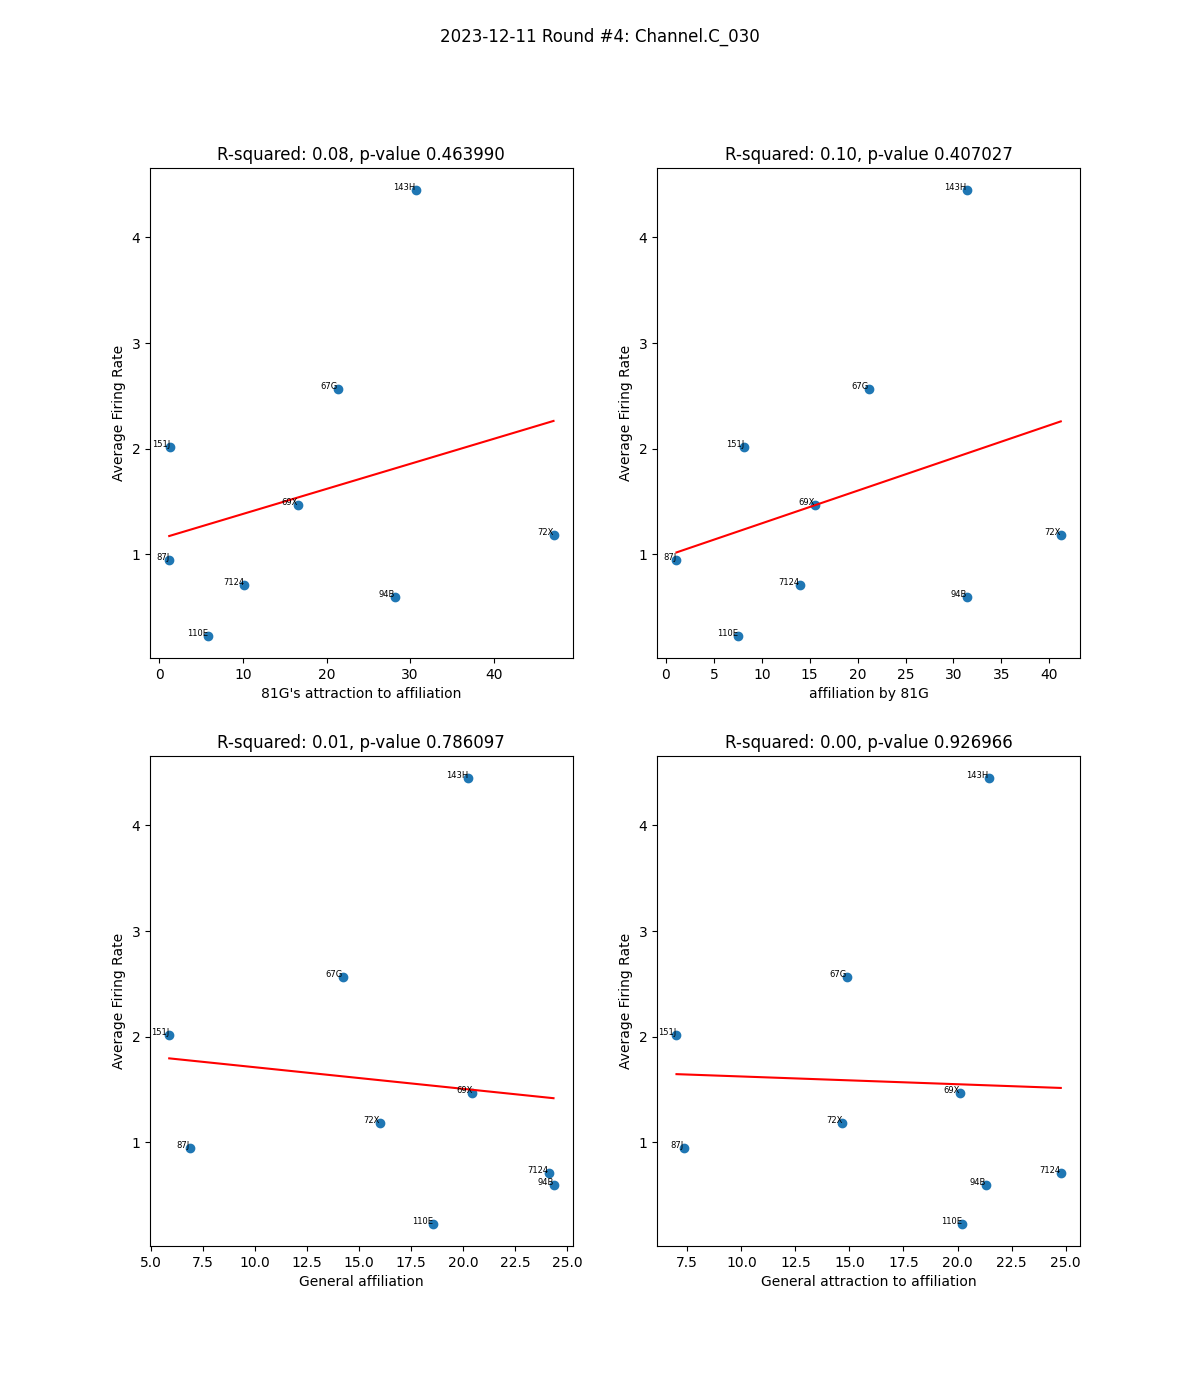 2023-12-11 Round #4: Channel.C_030
R-squared: 0.08, p-value 0.463990
143H
67G
151J
69X
72X
87J
7124
94B
110E
Average Firing Rate
4
3
2
1
0 10 20 30 40
81G's attraction to affiliation
R-squared: 0.10, p-value 0.407027
143H
67G
151J
69X
72X
87J
7124
94B
110E
Average Firing Rate
4
3
2
1
0 5 10 15 20 25 30 35 40
affiliation by 81G
R-squared: 0.01, p-value 0.786097
143H
67G
151J
69X
72X
87J
7124
94B
110E
Average Firing Rate
4
3
2
1
5.0 7.5 10.0 12.5 15.0 17.5 20.0 22.5 25.0
General affiliation
R-squared: 0.00, p-value 0.926966
143H
67G
151J
69X
72X
87J
7124
94B
110E
Average Firing Rate
4
3
2
1
7.5 10.0 12.5 15.0 17.5 20.0 22.5 25.0
General attraction to affiliation